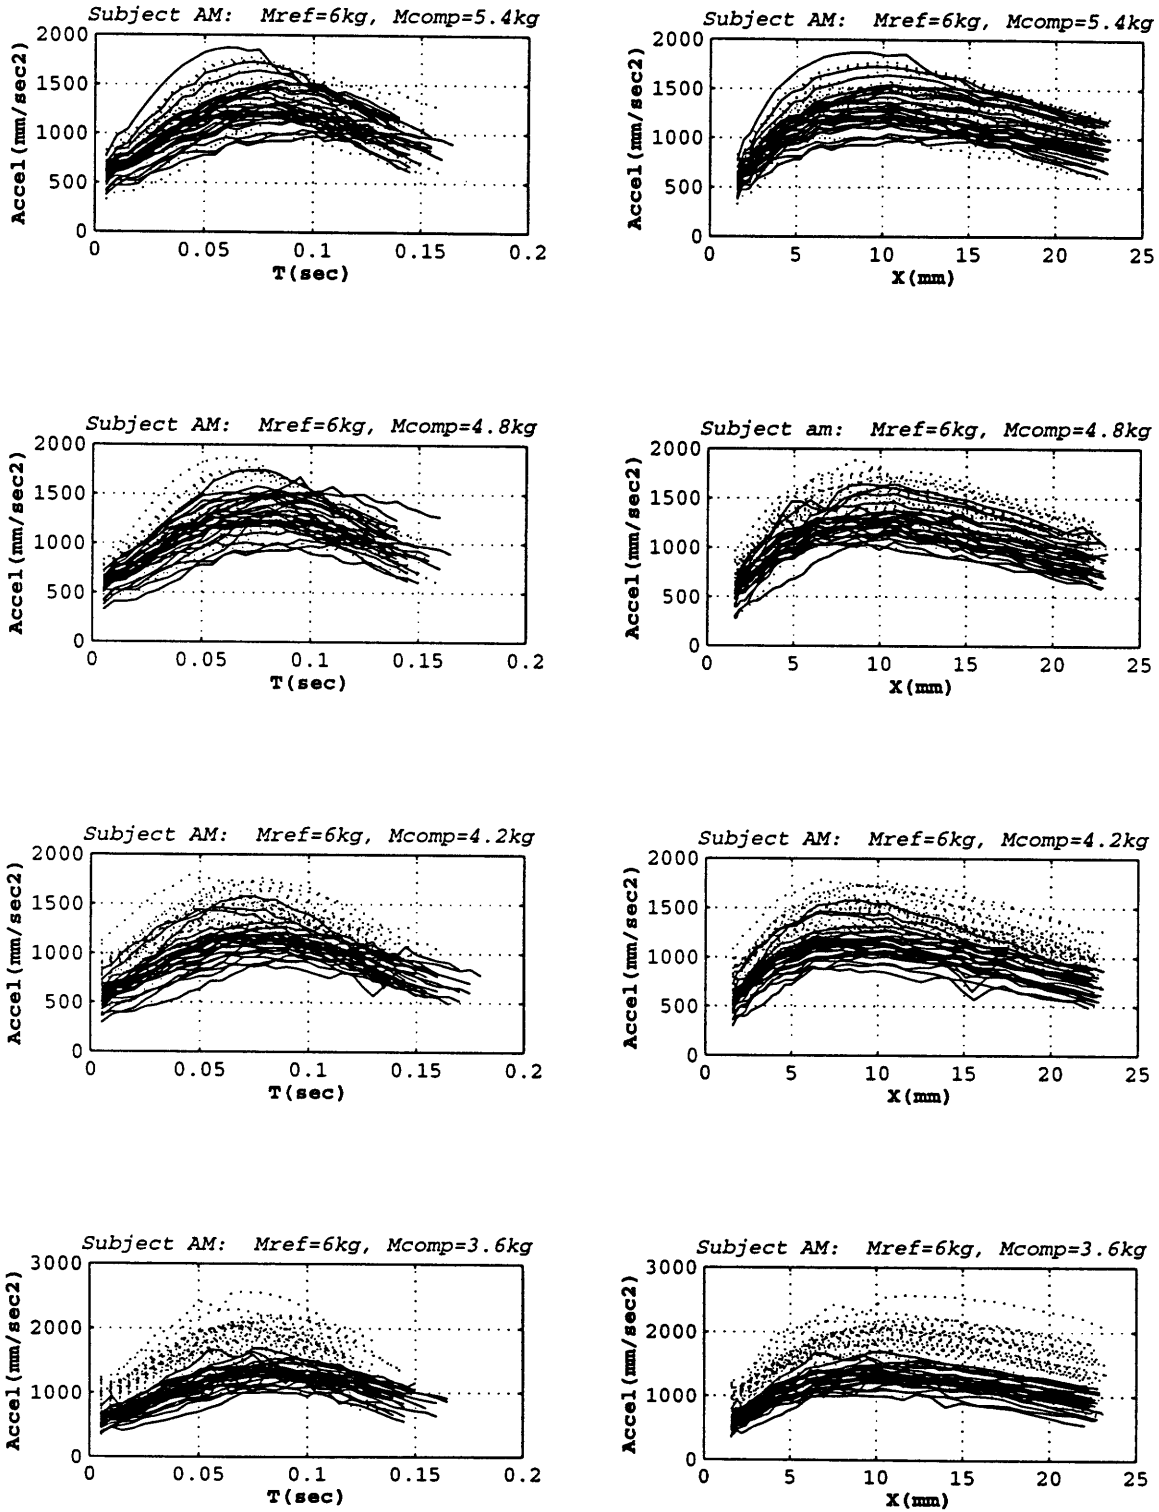 Subject AM: Mref=6kg, Mcomp=5.4kg
2000
1500
1000
500
0
Accel(mm/sec2)
0 0.05 0.1 0.15 0.2
T(sec)
Subject AM: Mref=6kg, Mcomp=5.4kg
2000
1500
1000
500
0
Accel(mm/sec2)
0 5 10 15 20 25
X(mm)
Subject AM: Mref=6kg, Mcomp=4.8kg
2000
1500
1000
500
0
Accel(mm/sec2)
0 0.05 0.1 0.15 0.2
T(sec)
Subject am: Mref=6kg, Mcomp=4.8kg
2000
1500
1000
500
0
Accel(mm/sec2)
0 5 10 15 20 25
X(mm)
Subject AM: Mref=6kg, Mcomp=4.2kg
2000
1500
1000
500
0
Accel(mm/sec2)
0 0.05 0.1 0.15 0.2
T(sec)
Subject AM: Mref=6kg, Mcomp=4.2kg
2000
1500
1000
500
0
Accel(mm/sec2)
0 5 10 15 20 25
X(mm)
Subject AM: Mref=6kg, Mcomp=3.6kg
3000
2000
1000
0
Accel(mm/sec2)
0 0.05 0.1 0.15 0.2
T(sec)
Subject AM: Mref=6kg, Mcomp=3.6kg
3000
2000
1000
0
Accel(mm/sec2)
0 5 10 15 20 25
X(mm)